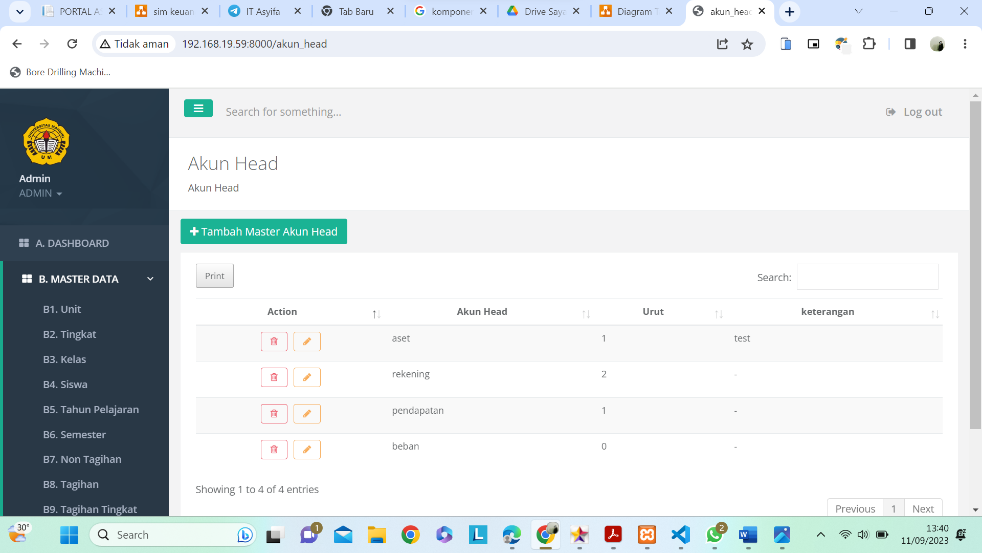 PORTAL A
sim keuan
IT Asyifa
Tab Baru
kompone
Drive Saya
Diagram T
akun_head
Tidak aman
192.168.19.59:8000/akun_head
Bore Drilling Machi...
Search for something...
Log out
Admin
ADMIN
Akun Head
Akun Head
Tambah Master Akun Head
A. DASHBOARD
B. MASTER DATA
B1. Unit
B2. Tingkat
B3. Kelas
B4. Siswa
B5. Tahun Pelajaran
B6. Semester
B7. Non Tagihan
B8. Tagihan
B9. Tagihan Tingkat
Print
Search:
Action Akun Head Urut keterangan
aset 1 test
rekening 2 -
pendapatan 1 -
beban 0 -
Showing 1 to 4 of 4 entries
Previous 1 Next
30°
Search
1
2
13:40
11/09/2023